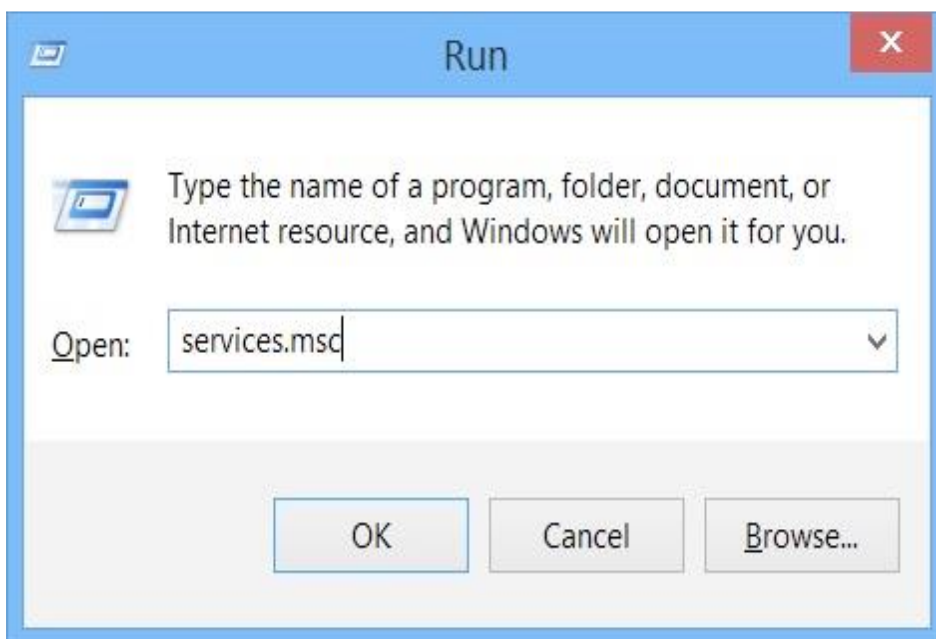 Run
x
Type the name of a program, folder, document, or
Internet resource, and Windows will open it for you.
Open: services.msc
OK Cancel Browse...